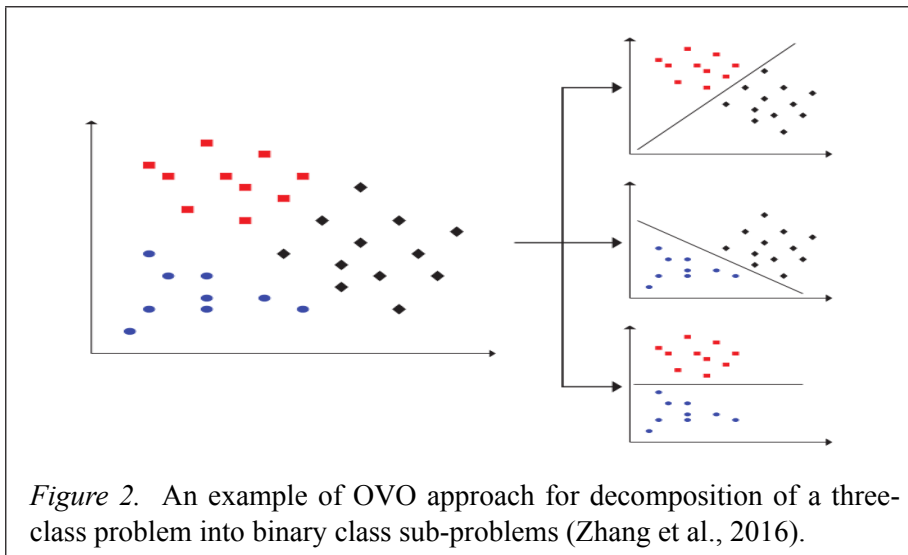 Figure 2. An example of OVO approach for decomposition of a three-
class problem into binary class sub-problems (Zhang et al., 2016).